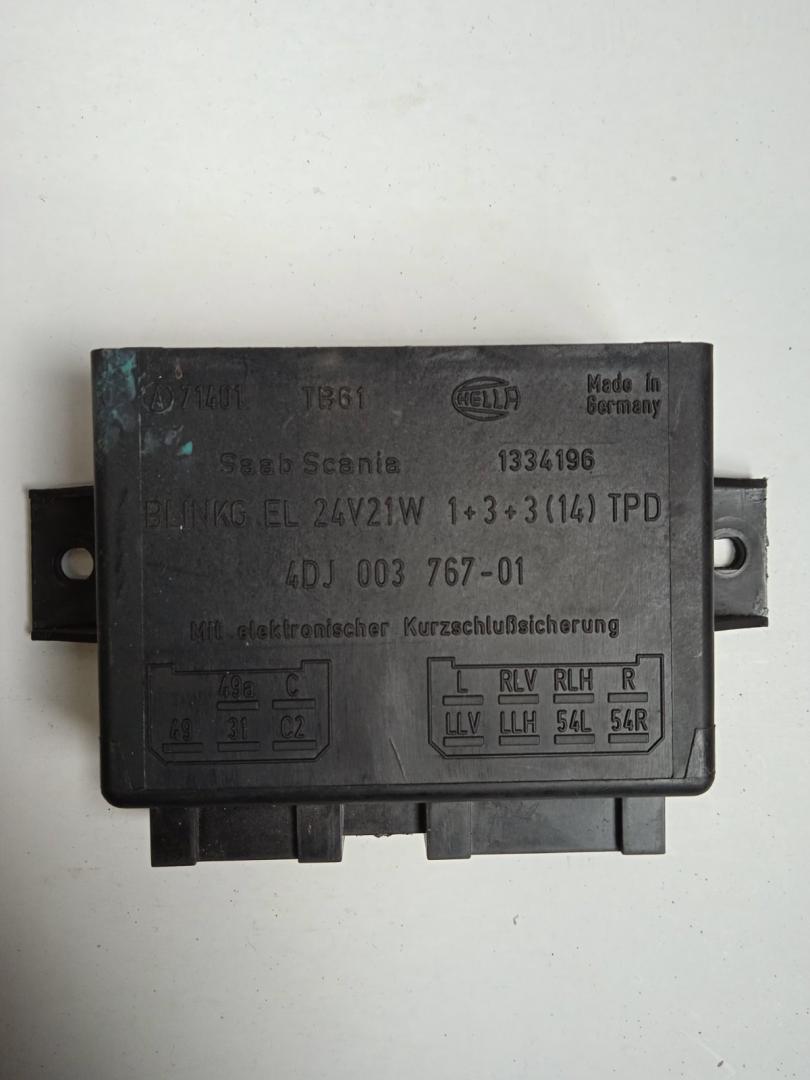 Ⓐ 71401 TB61 HELLA Made in
Germany
Saab Scania 1334196
BLINKG.EL 24V21W 1+3+3(14) TPD
4DJ 003 767-01
Mit elektronischer Kurzschlußsicherung
49a C L RLV RLH R
49 31 C2 LLV LLH 54L 54R